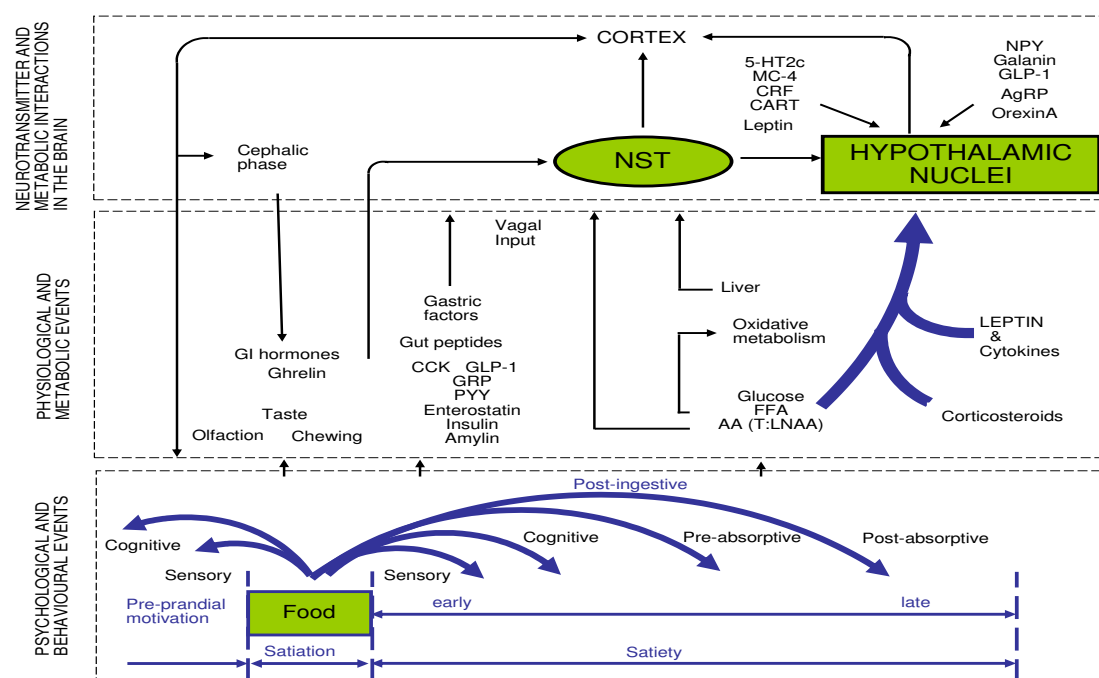 NEUROTRANSMITTER AND
METABOLIC INTERACTIONS
IN THE BRAIN
CORTEX
5-HT2c
MC-4
CRF
CART
Leptin
NPY
Galanin
GLP-1
AgRP
OrexinA
Cephalic
phase
NST
HYPOTHALAMIC
NUCLEI
PHYSIOLOGICAL AND
METABOLIC EVENTS
Vagal
Input
Gastric
factors
Gut peptides
CCK GLP-1
GRP
PYY
Enterostatin
Insulin
Amylin
GI hormones
Ghrelin
Taste
Olfaction Chewing
Liver
Oxidative
metabolism
Glucose
FFA
AA (T:LNAA)
LEPTIN
&
Cytokines
Corticosteroids
PSYCHOLOGICAL AND
BEHAVIOURAL EVENTS
Post-ingestive
Cognitive
Sensory
Sensory
Cognitive
Pre-absorptive
Post-absorptive
Pre-prandial
motivation
Food
early
late
Satiation
Satiety